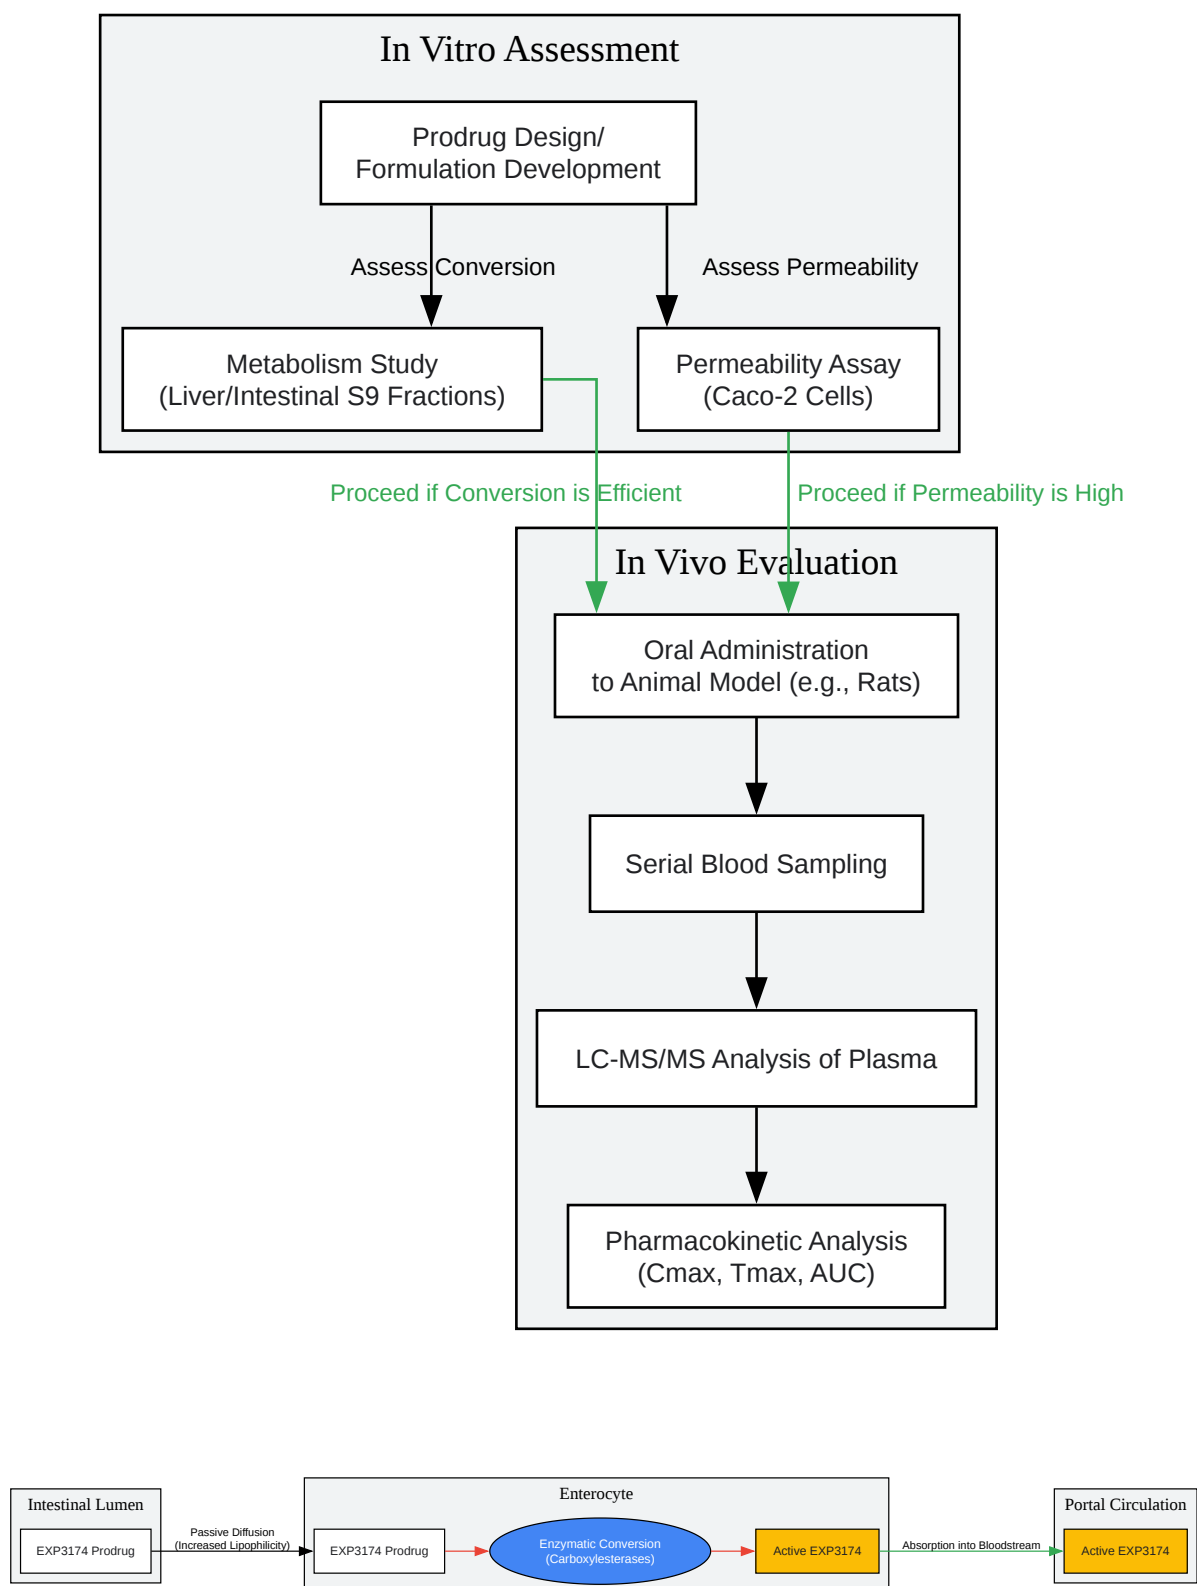 In Vitro Assessment
Prodrug Design/
Formulation Development
Assess Conversion
Assess Permeability
Metabolism Study
(Liver/Intestinal S9 Fractions)
Permeability Assay
(Caco-2 Cells)
Proceed if Conversion is Efficient
Proceed if Permeability is High
In Vivo Evaluation
Oral Administration
to Animal Model (e.g., Rats)
Serial Blood Sampling
LC-MS/MS Analysis of Plasma
Pharmacokinetic Analysis
(Cmax, Tmax, AUC)
Intestinal Lumen
EXP3174 Prodrug
Passive Diffusion
(Increased Lipophilicity)
Enterocyte
EXP3174 Prodrug
Enzymatic Conversion
(Carboxylesterases)
Active EXP3174
Absorption into Bloodstream
Portal Circulation
Active EXP3174